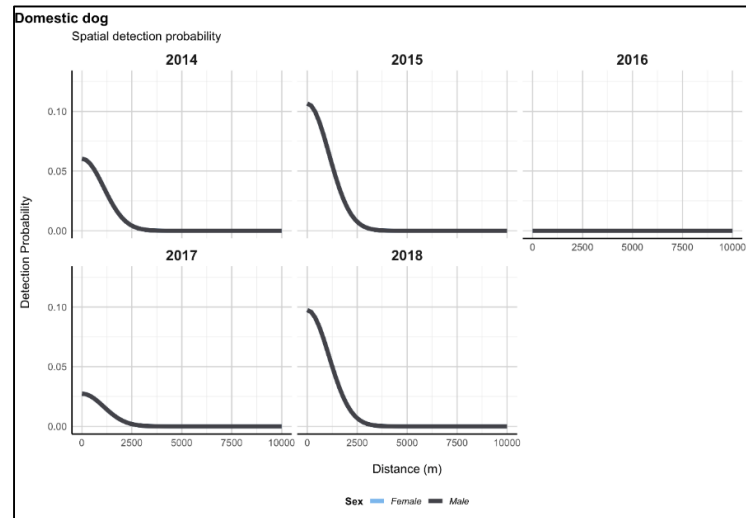 Domestic dog
Spatial detection probability
2014 2015 2016
0.10
0.05
0.00
0 2500 5000 7500 10000
2017 2018
0.10
0.05
0.00
0 2500 5000 7500 10000 0 2500 5000 7500 10000
Detection Probability
Distance (m)
Sex Female Male